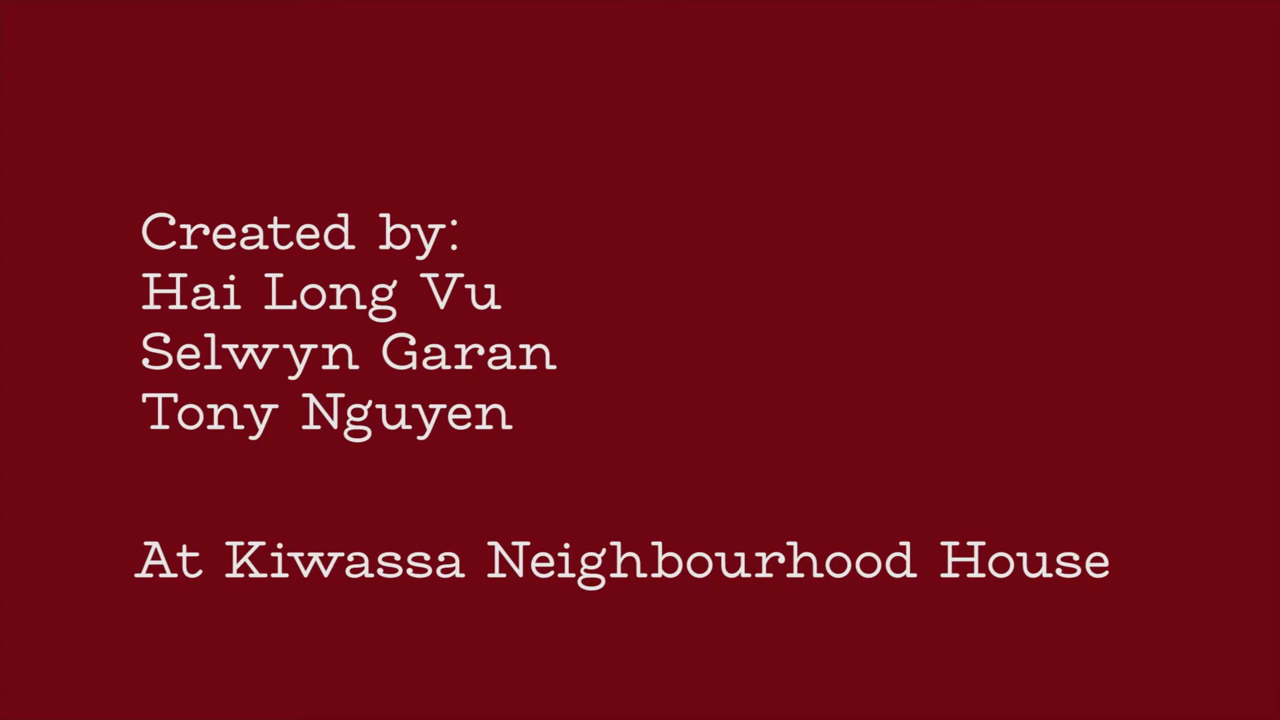 Created by:
Hai Long Vu
Selwyn Garan
Tony Nguyen
At Kiwassa Neighbourhood House